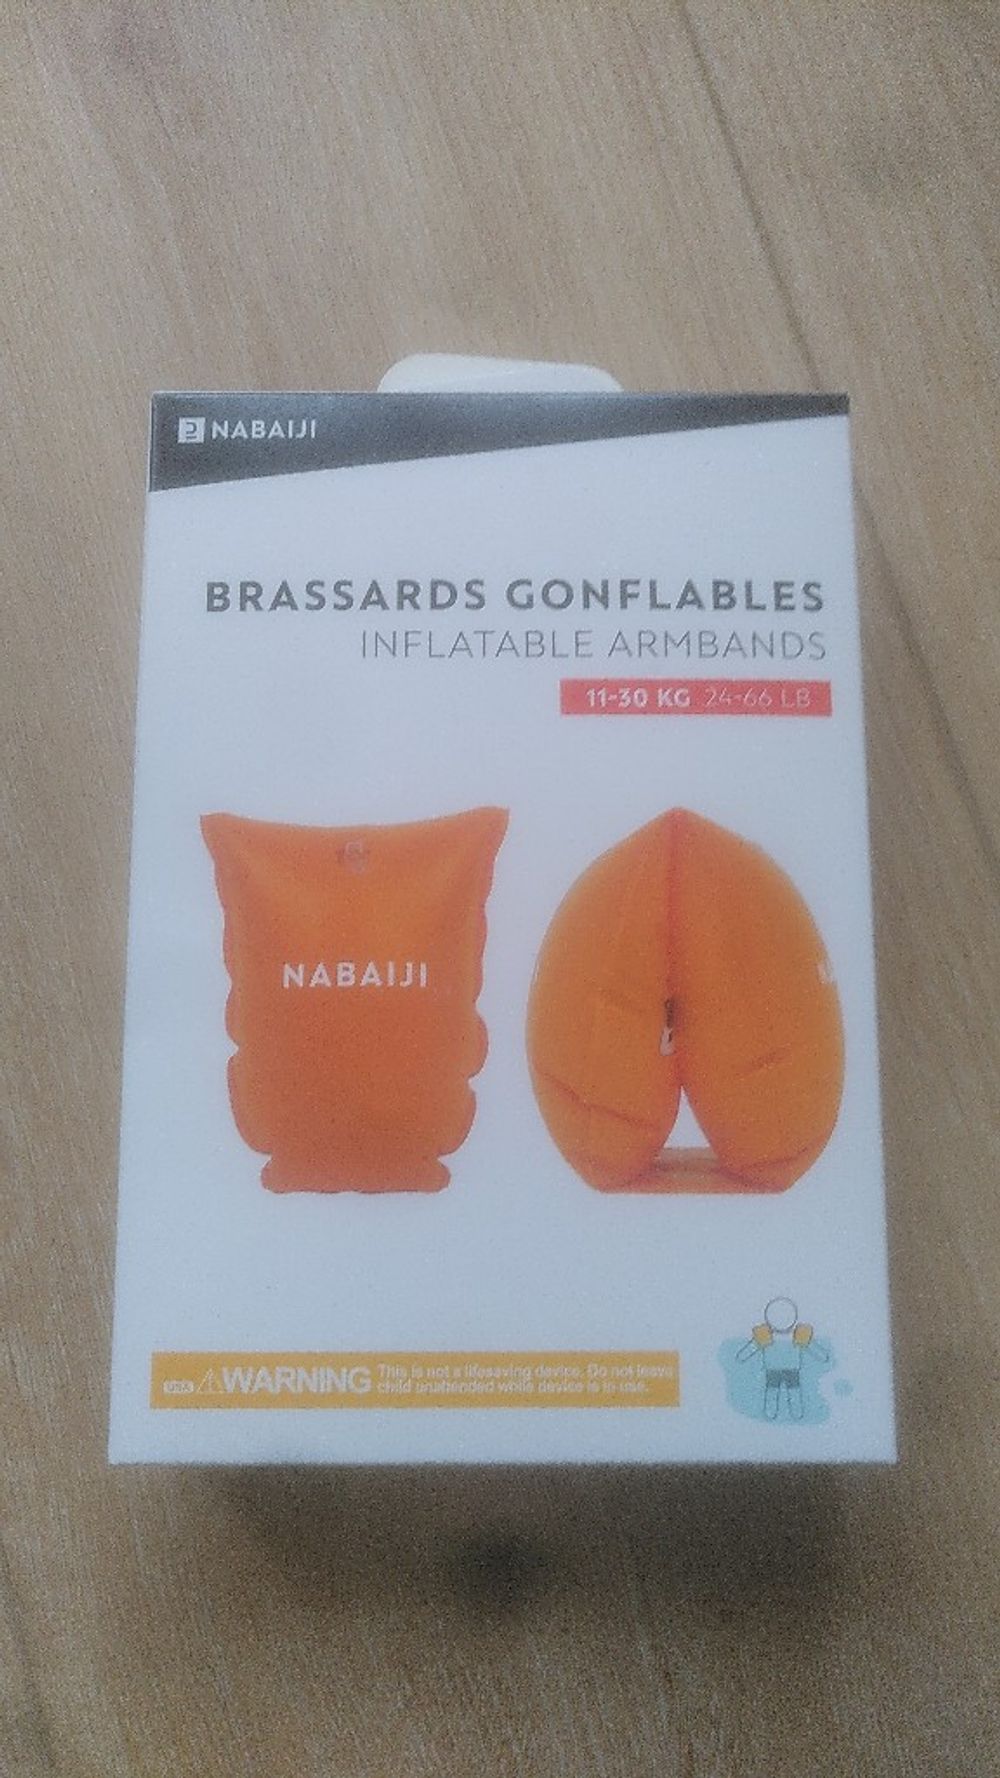 NABAIJI
BRASSARDS GONFLABLES
INFLATABLE ARMBANDS
11-30 KG 24-66 LB
NABAIJI
USA WARNING This is not a lifesaving device. Do not leave
child unattended while device is in use.